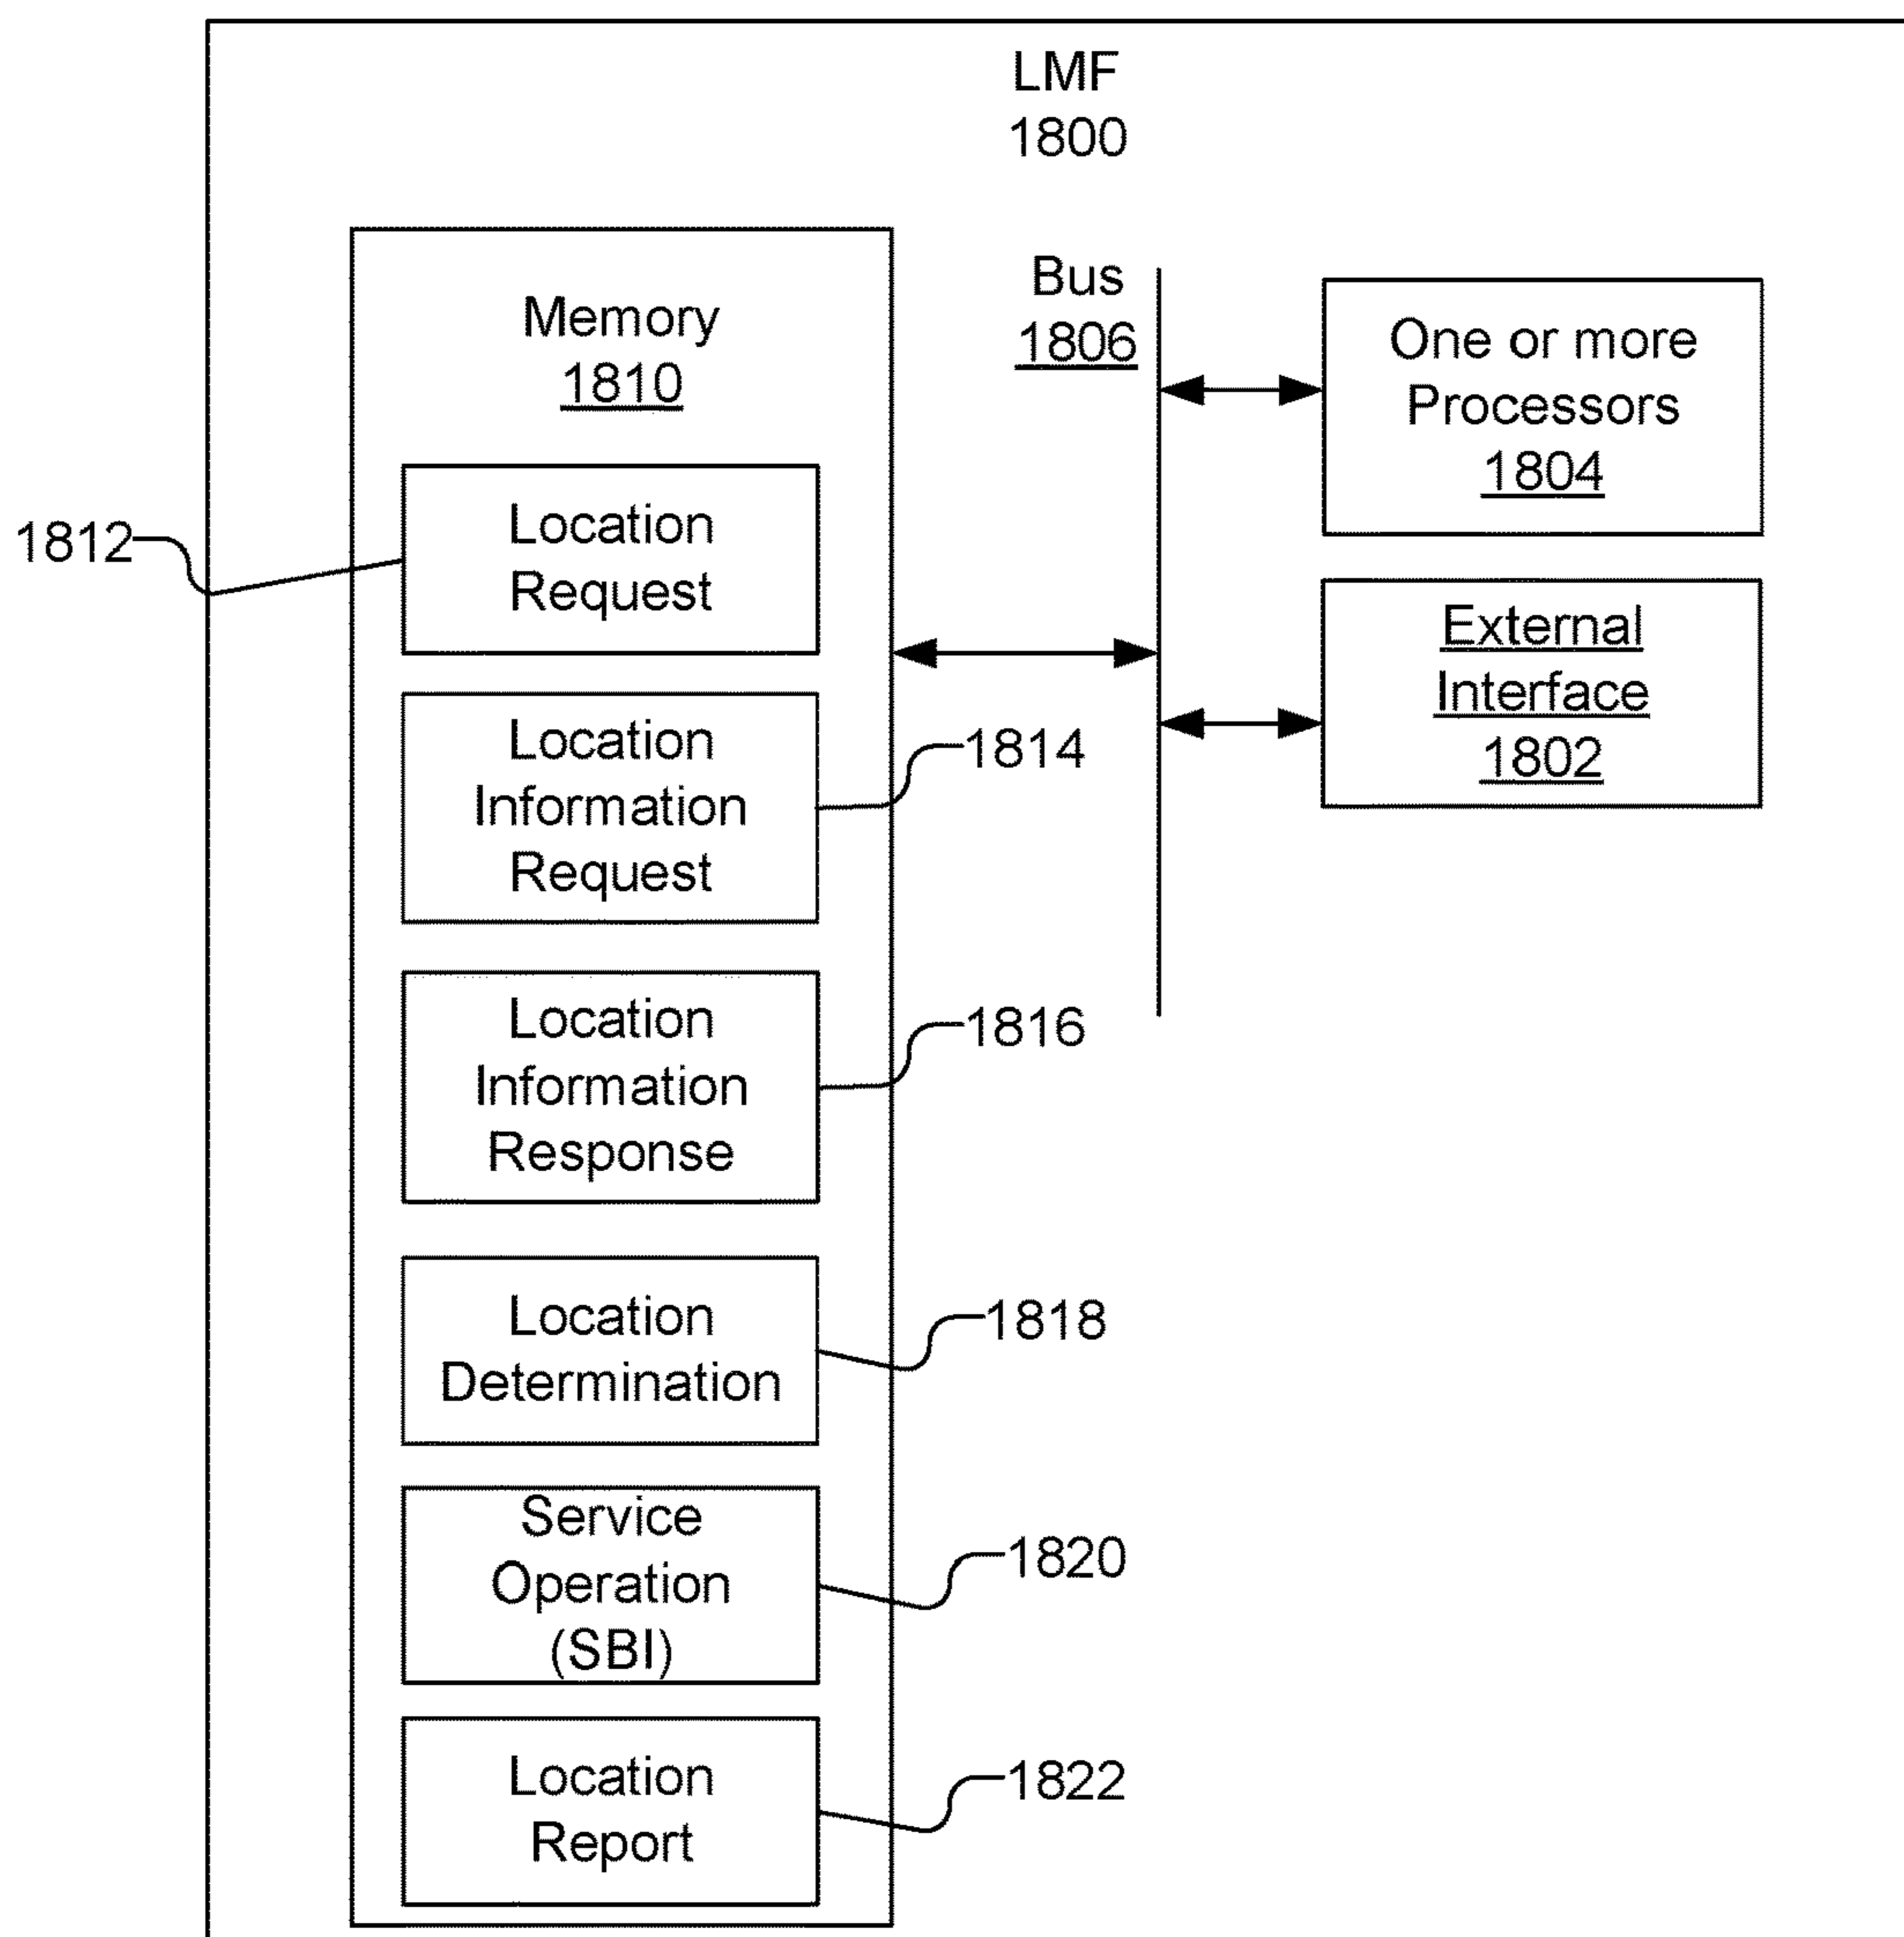 LMF
1800
Memory
1810
Bus
1806
One or more
Processors
1804
External
Interface
1802
1812
Location
Request
Location
Information
Request
1814
Location
Information
Response
1816
Location
Determination
1818
Service
Operation
(SBI)
1820
Location
Report
1822